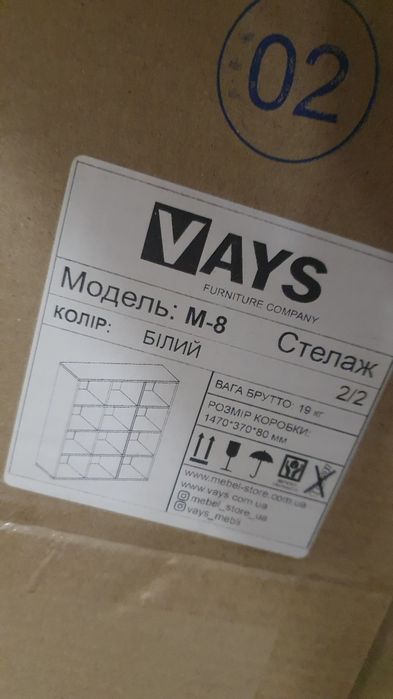 02
VAYS
FURNITURE COMPANY
Модель: М-8
Стелаж
КОЛІР: БІЛИЙ
2/2
ВАГА БРУТТО: 19 кг
РОЗМІР КОРОБКИ:
1470*370*80 мм
www.mebel-store.com.ua
www.vays.com.ua
mebel_store_ua
vays_mebli